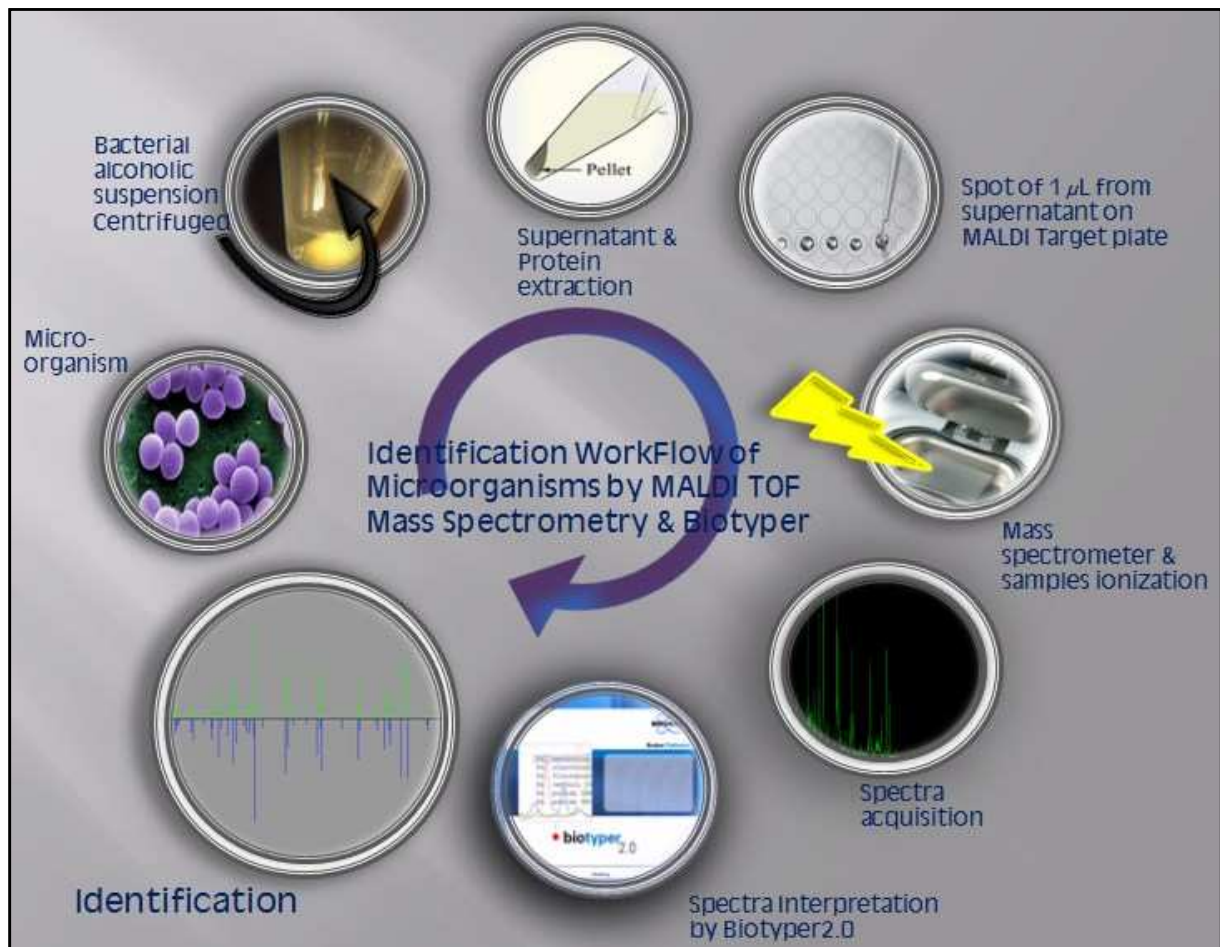 Bacterial
alcoholic
suspension
Centrifuged
Pellet
Supernatant &
Protein
extraction
Spot of 1 µL from
supernatant on
MALDI Target plate
Micro-
organism
Identification WorkFlow of
Microorganisms by MALDI TOF
Mass Spectrometry & Biotyper
Mass
spectrometer &
samples ionization
Spectra
acquisition
biotyper 2.0
Spectra Interpretation
by Biotyper2.0
Identification